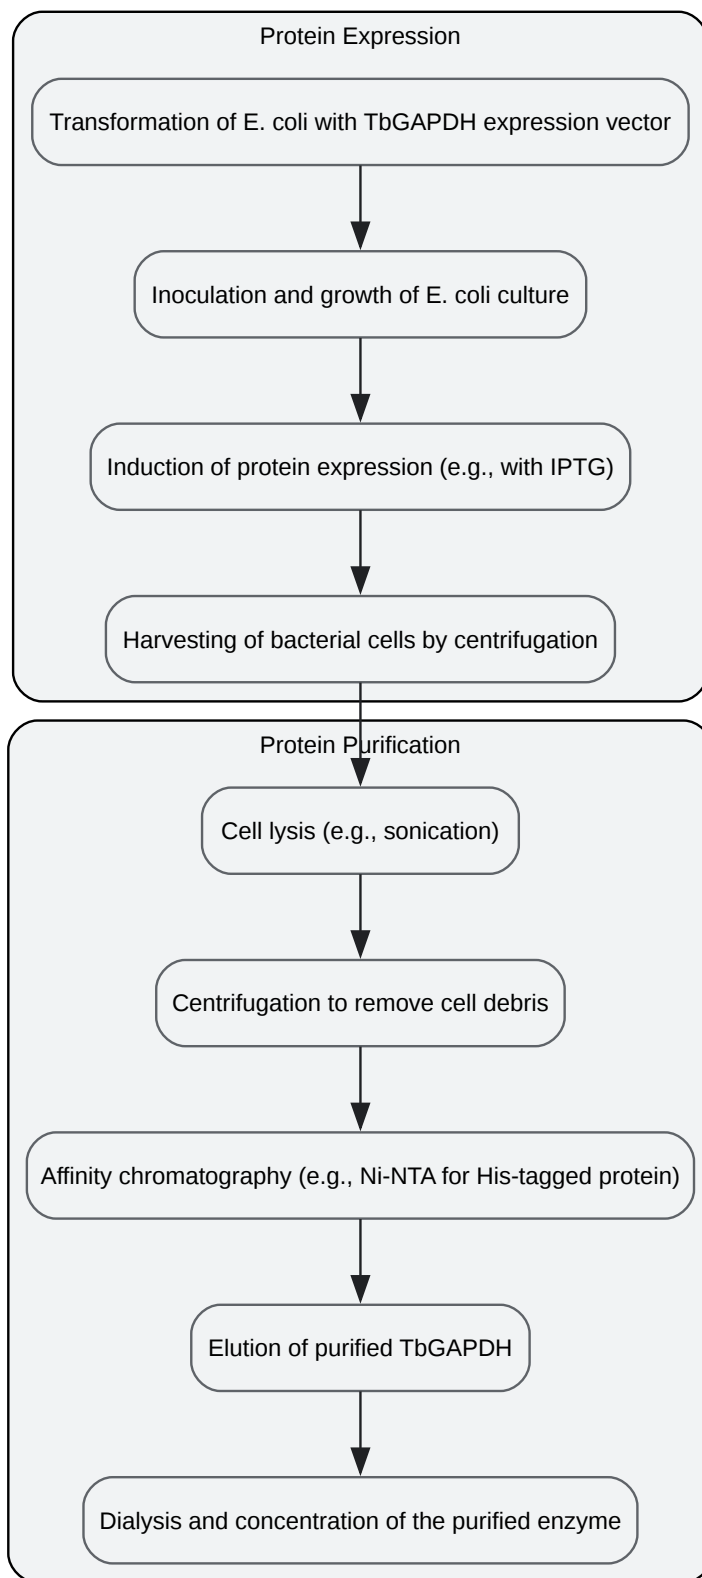 Protein Expression
Transformation of E. coli with TbGAPDH expression vector
Inoculation and growth of E. coli culture
Induction of protein expression (e.g., with IPTG)
Harvesting of bacterial cells by centrifugation
Protein Purification
Cell lysis (e.g., sonication)
Centrifugation to remove cell debris
Affinity chromatography (e.g., Ni-NTA for His-tagged protein)
Elution of purified TbGAPDH
Dialysis and concentration of the purified enzyme